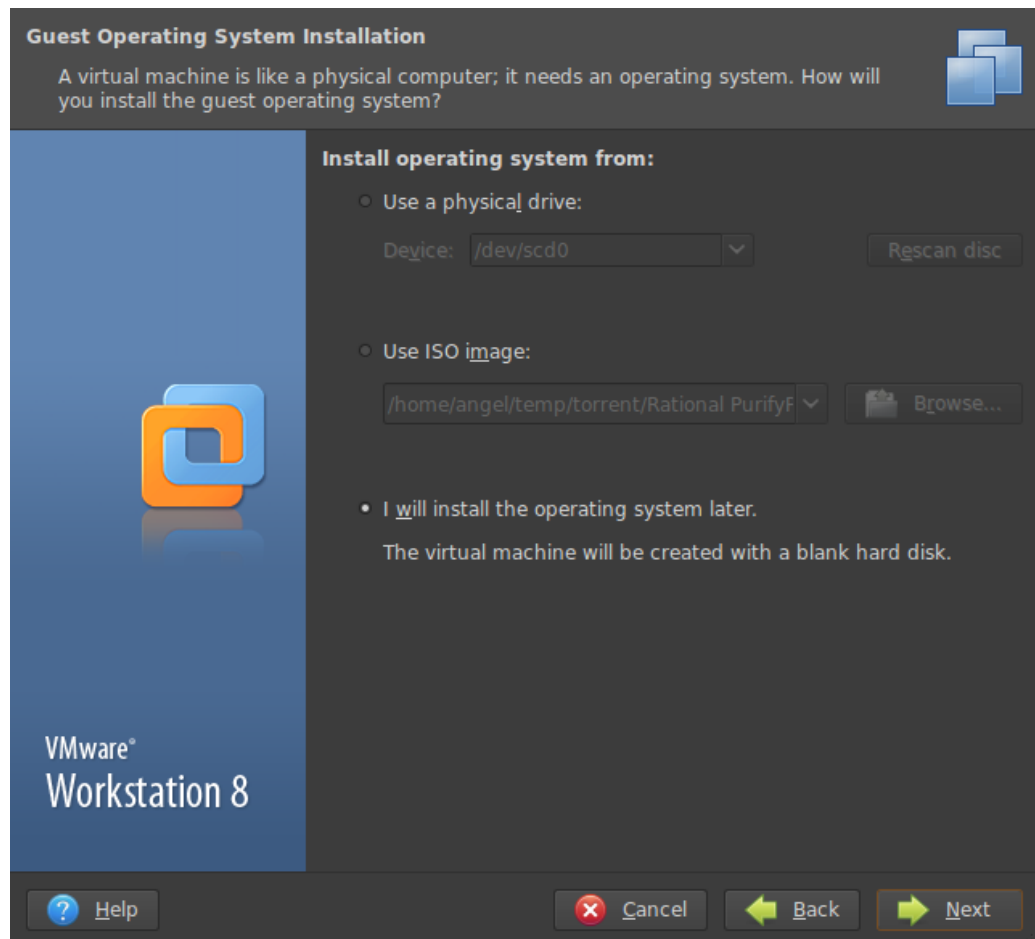 Guest Operating System Installation
A virtual machine is like a physical computer; it needs an operating system. How will
you install the guest operating system?
Install operating system from:
Use a physical drive:
Device: /dev/scd0 Rescan disc
Use ISO image:
/home/angel/temp/torrent/Rational PurifyF Browse...
I will install the operating system later.
The virtual machine will be created with a blank hard disk.
VMware®
Workstation 8
Help Cancel Back Next